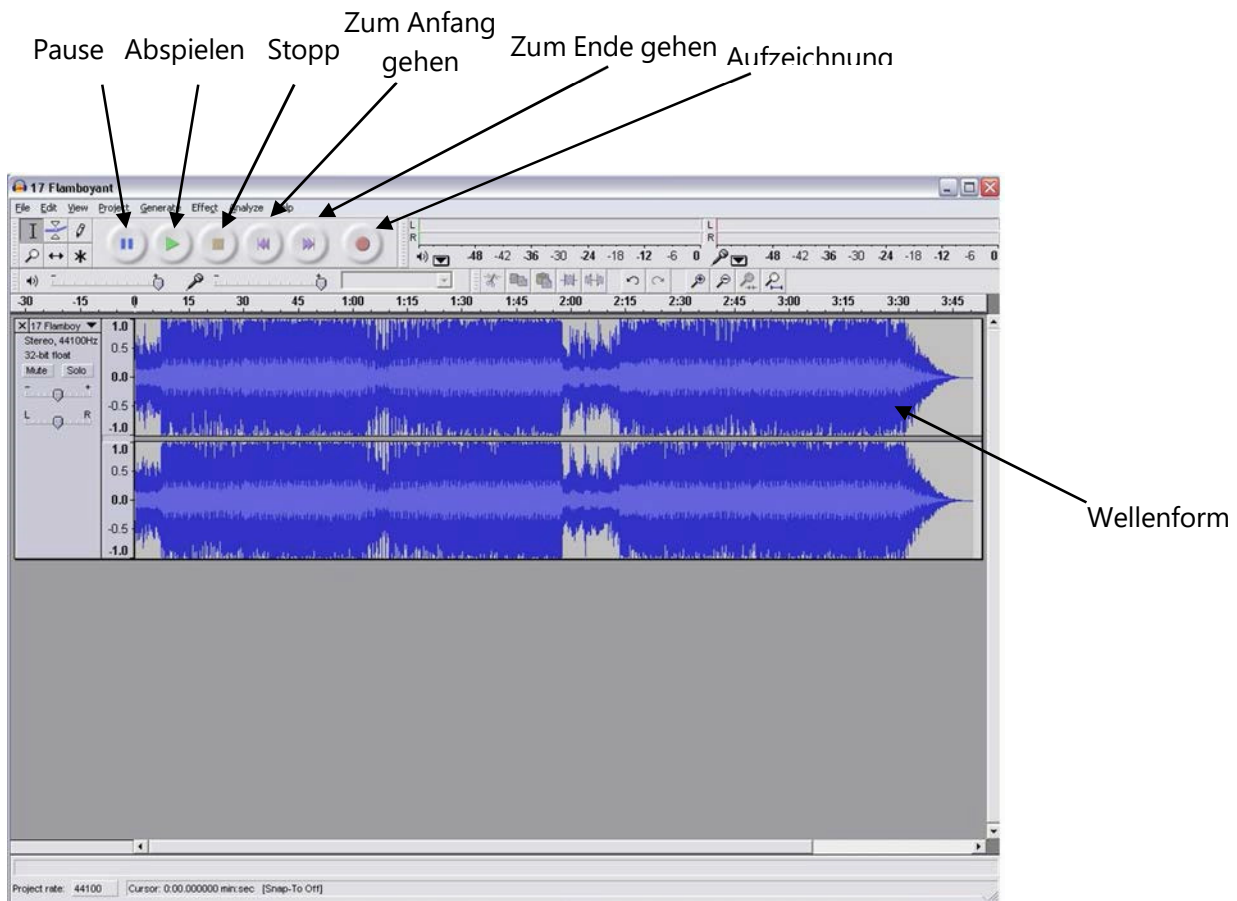 Pause Abspielen Stopp Zum Anfang gehen Zum Ende gehen Aufzeichnung
17 Flamboyant
File Edit View Project Generate Effect Analyze
L
R
-48 -42 -36 -30 -24 -18 -12 -6 0
L
R
-48 -42 -36 -30 -24 -18 -12 -6 0
-30 -15 0 15 30 45 1:00 1:15 1:30 1:45 2:00 2:15 2:30 2:45 3:00 3:15 3:30 3:45
17 Flamboy
Stereo, 44100Hz
32-bit float
Mute Solo
- +
L R
1.0
0.5
0.0
-0.5
-1.0
1.0
0.5
0.0
-0.5
-1.0
Wellenform
Project rate: 44100 Cursor: 0:00.000000 min:sec [Snap-To Off]